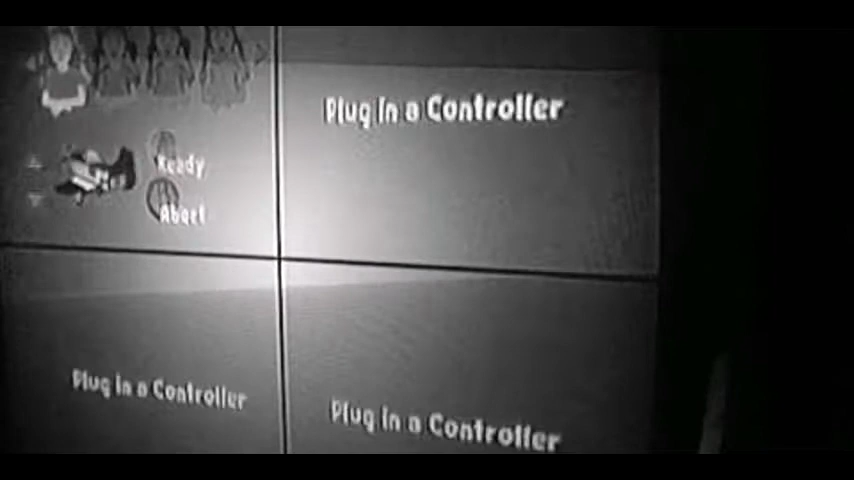 Plug in a Controller
Ready
Abort
Plug in a Controller
Plug in a Controller